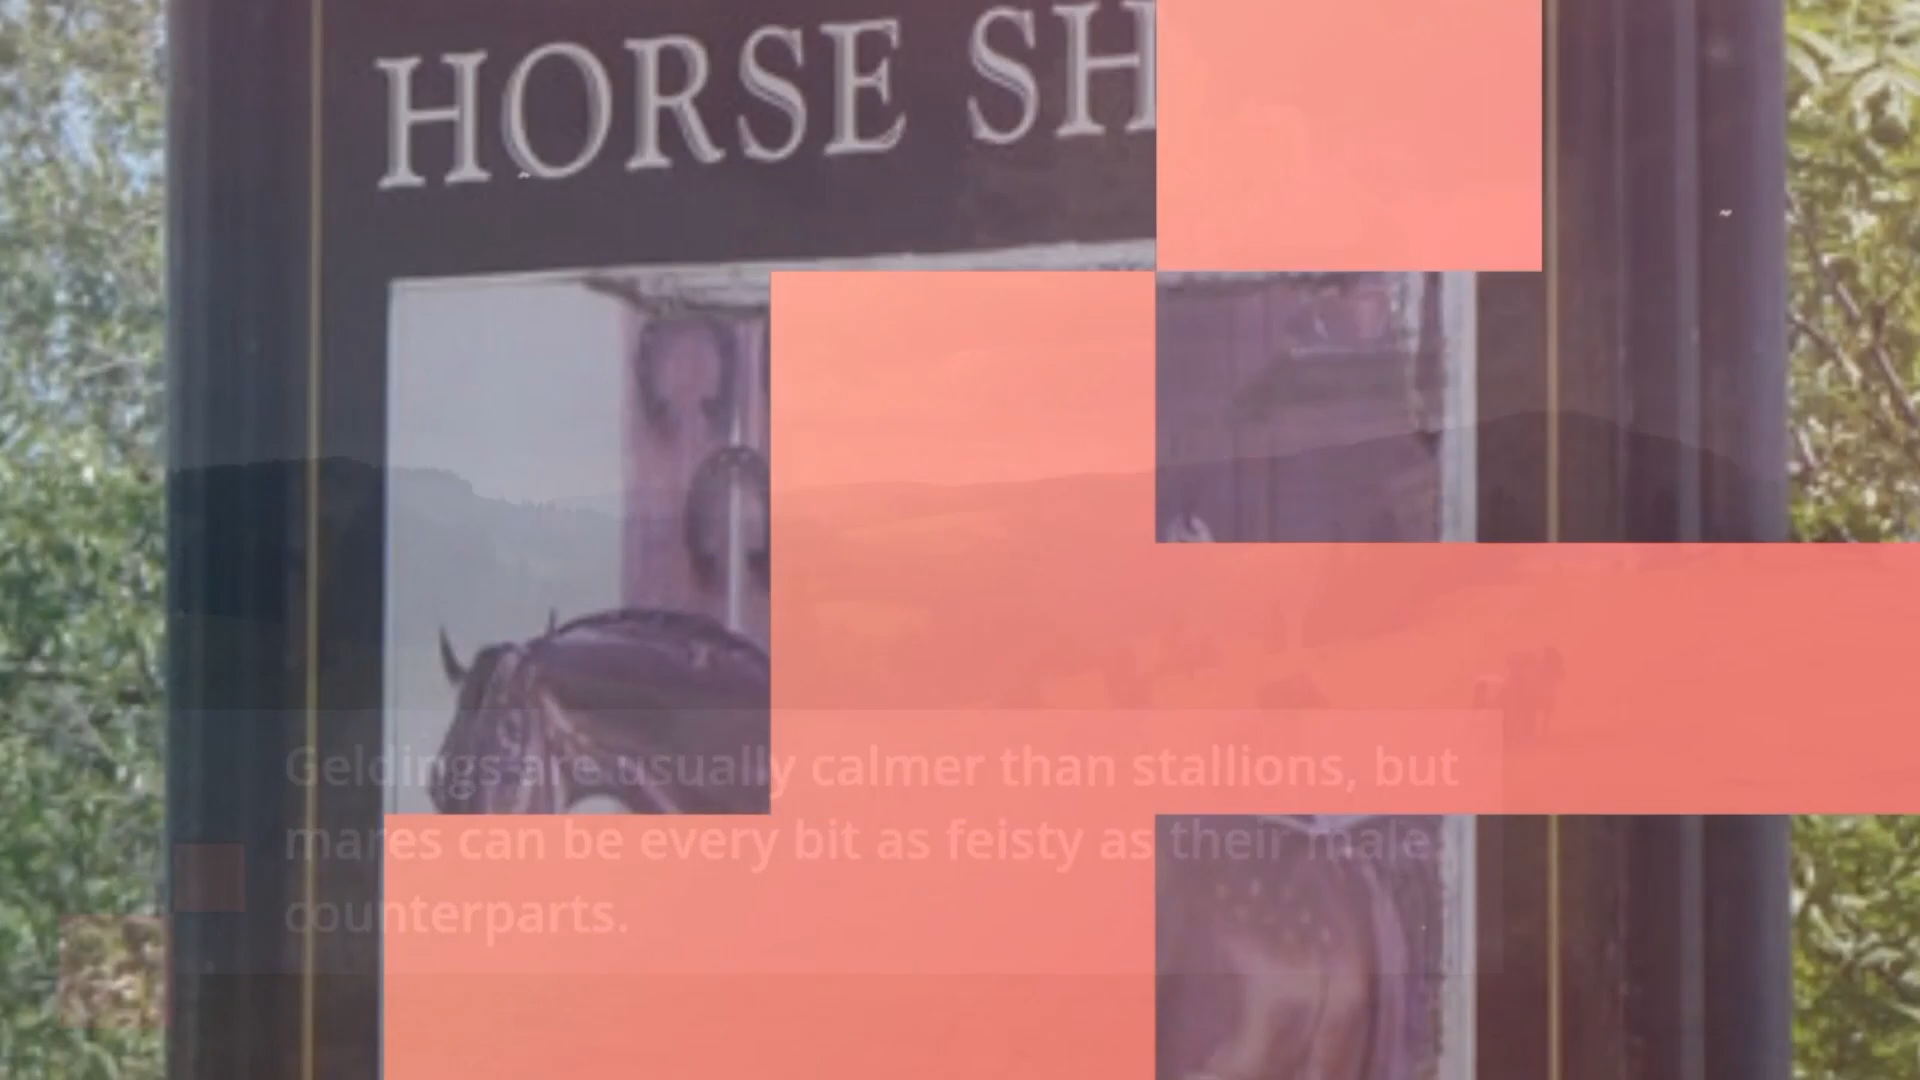 HORSE SH
Geldings are usually calmer than stallions, but
mares can be every bit as feisty as their male
counterparts.